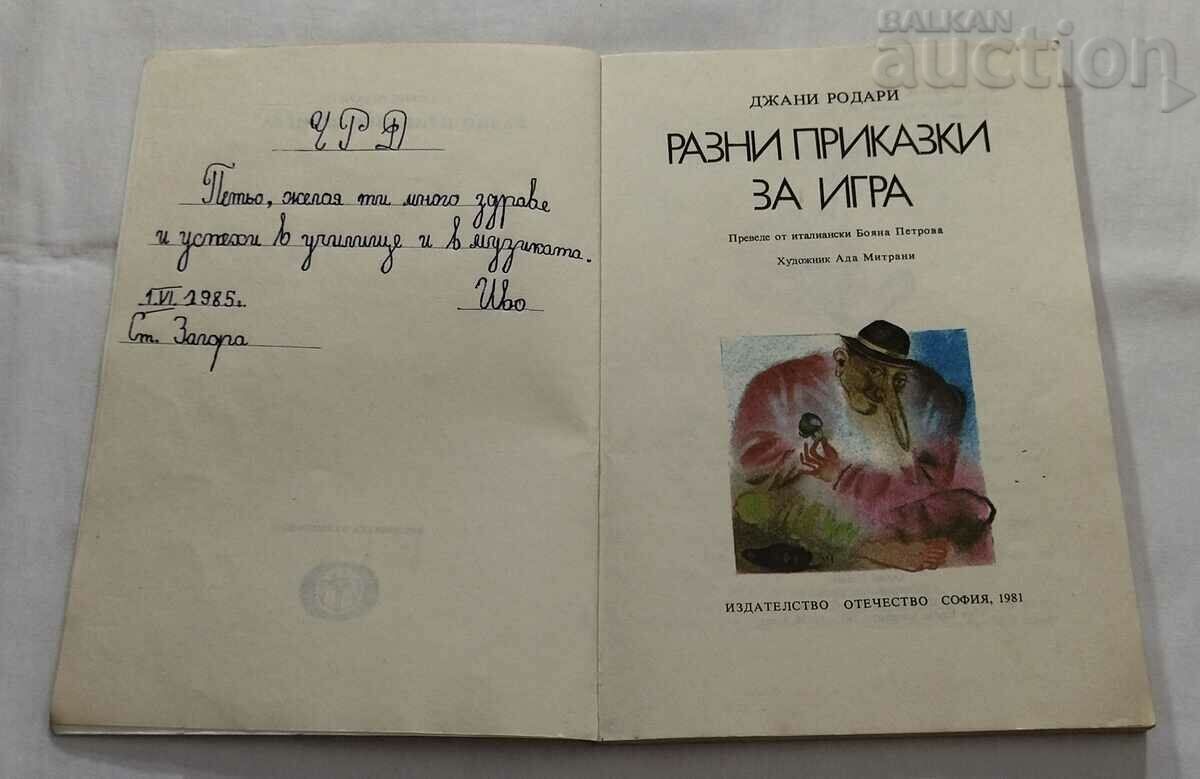 ЧРД
Петьо, желая ти много здраве
и успехи в училище и в музиката.
1.VI.1985г.
Иво
Ст. Загора
BALKAN
auction
ДЖАНИ РОДАРИ
РАЗНИ ПРИКАЗКИ
ЗА ИГРА
Преведе от италиански Бояна Петрова
Художник Ада Митрани
ИЗДАТЕЛСТВО ОТЕЧЕСТВО СОФИЯ, 1981